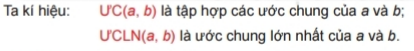 Ta kí hiệu: ƯC(a, b) là tập hợp các ước chung của a và b;
ƯCLN(a, b) là ước chung lớn nhất của a và b.